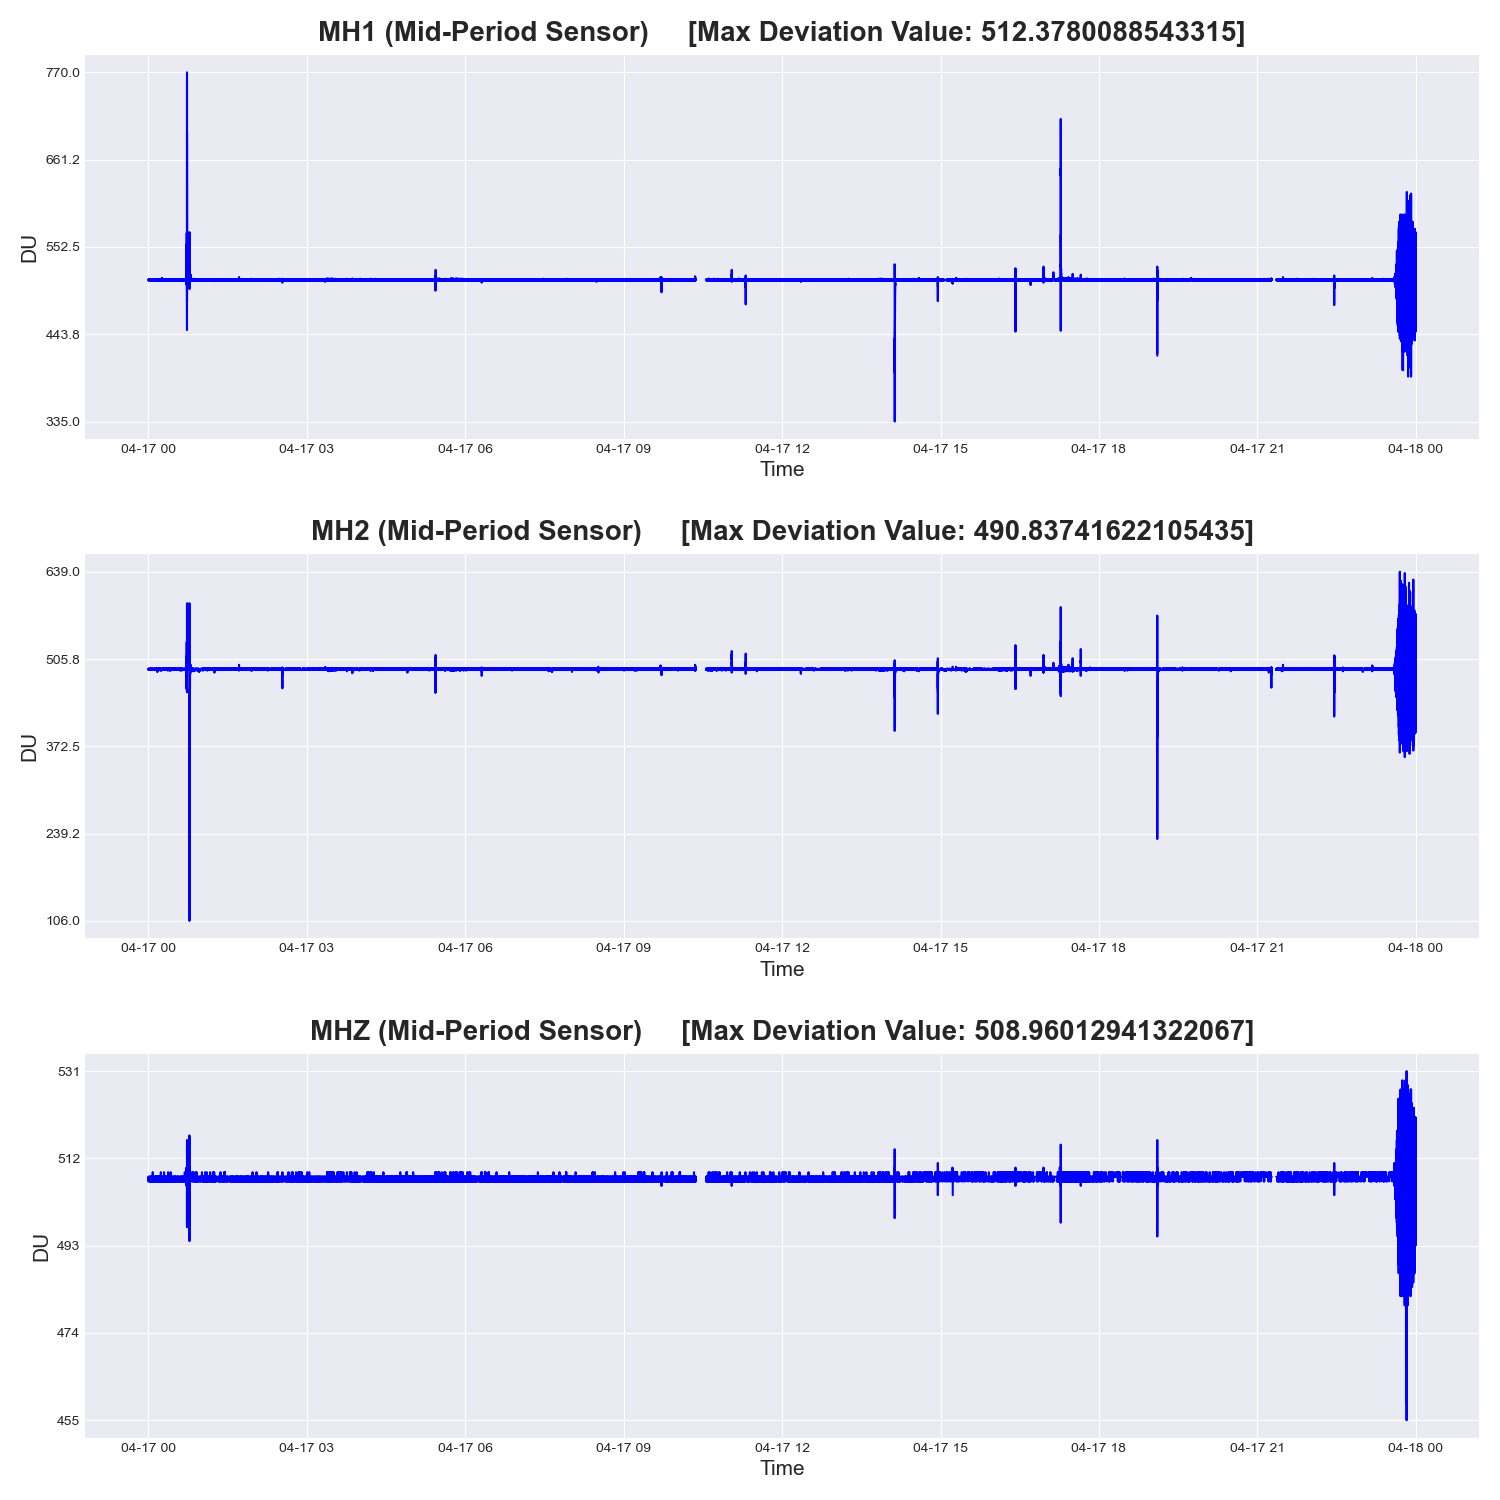 MH1 (Mid-Period Sensor) [Max Deviation Value: 512.3780088543315]
770.0
661.2
552.5
443.8
335.0
DU
04-17 00 04-17 03 04-17 06 04-17 09 04-17 12 04-17 15 04-17 18 04-17 21 04-18 00
Time
MH2 (Mid-Period Sensor) [Max Deviation Value: 490.83741622105435]
639.0
505.8
372.5
239.2
106.0
DU
04-17 00 04-17 03 04-17 06 04-17 09 04-17 12 04-17 15 04-17 18 04-17 21 04-18 00
Time
MHZ (Mid-Period Sensor) [Max Deviation Value: 508.96012941322067]
531
512
493
474
455
DU
04-17 00 04-17 03 04-17 06 04-17 09 04-17 12 04-17 15 04-17 18 04-17 21 04-18 00
Time